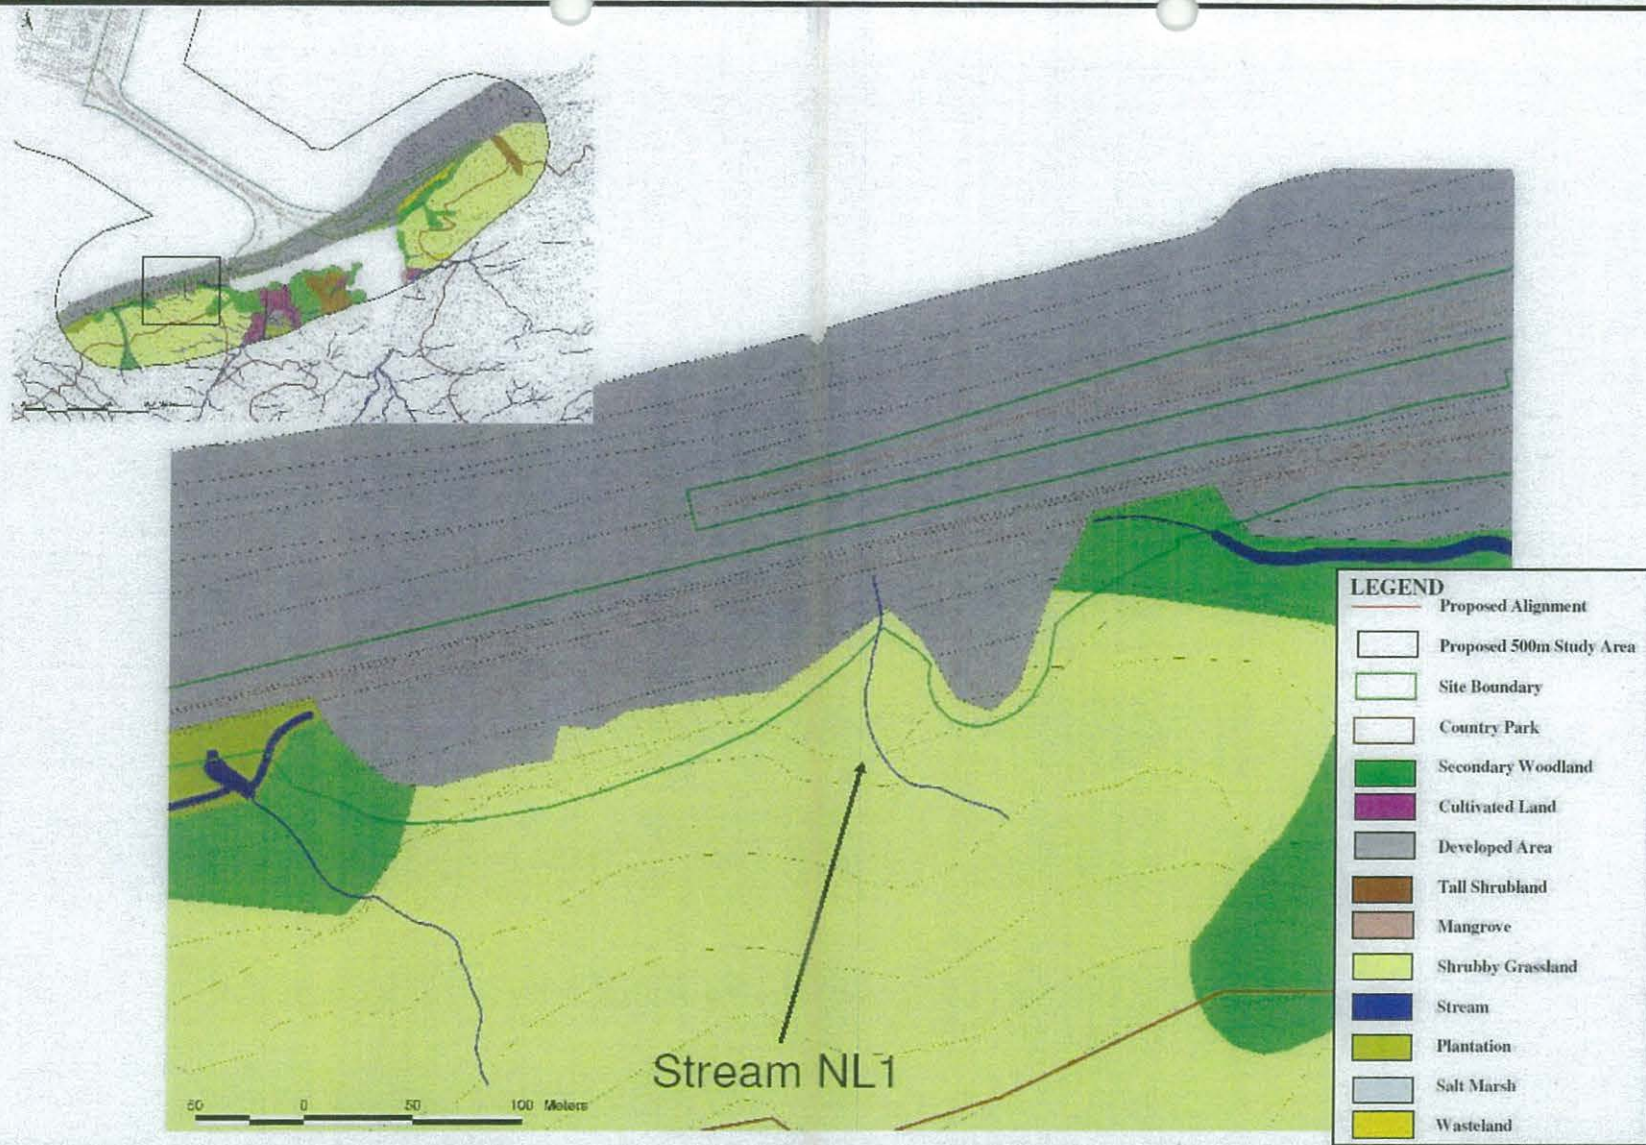 LEGEND
Proposed Alignment
Proposed 500m Study Area
Site Boundary
Country Park
Secondary Woodland
Cultivated Land
Developed Area
Tall Shrubland
Mangrove
Shrubby Grassland
Stream
Plantation
Salt Marsh
Wasteland
Stream NL1
50 0 50 100 Meters